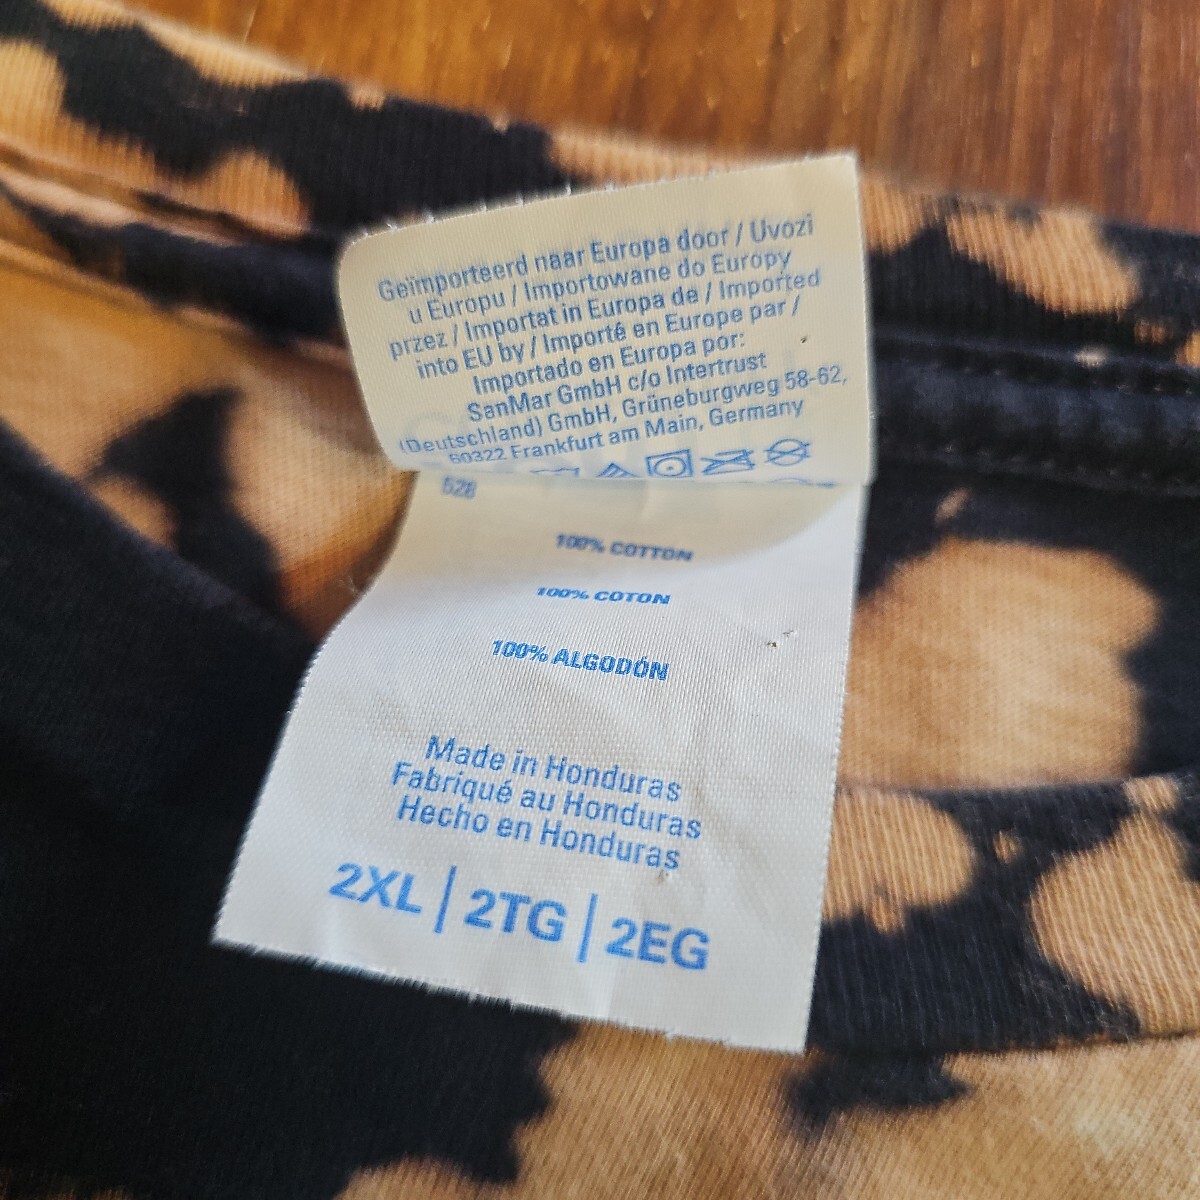 Geïmporteerd naar Europa door / Uvozi
u Europu / Importowane do Europy
przez / Importat in Europa de / Imported
into EU by / Importé en Europe par /
Importado en Europa por:
SanMar GmbH c/o Intertrust
(Deutschland) GmbH, Grüneburgweg 58-62,
60322 Frankfurt am Main, Germany
528
100% COTTON
100% COTON
100% ALGODÓN
Made in Honduras
Fabriqué au Honduras
Hecho en Honduras
2XL | 2TG | 2EG